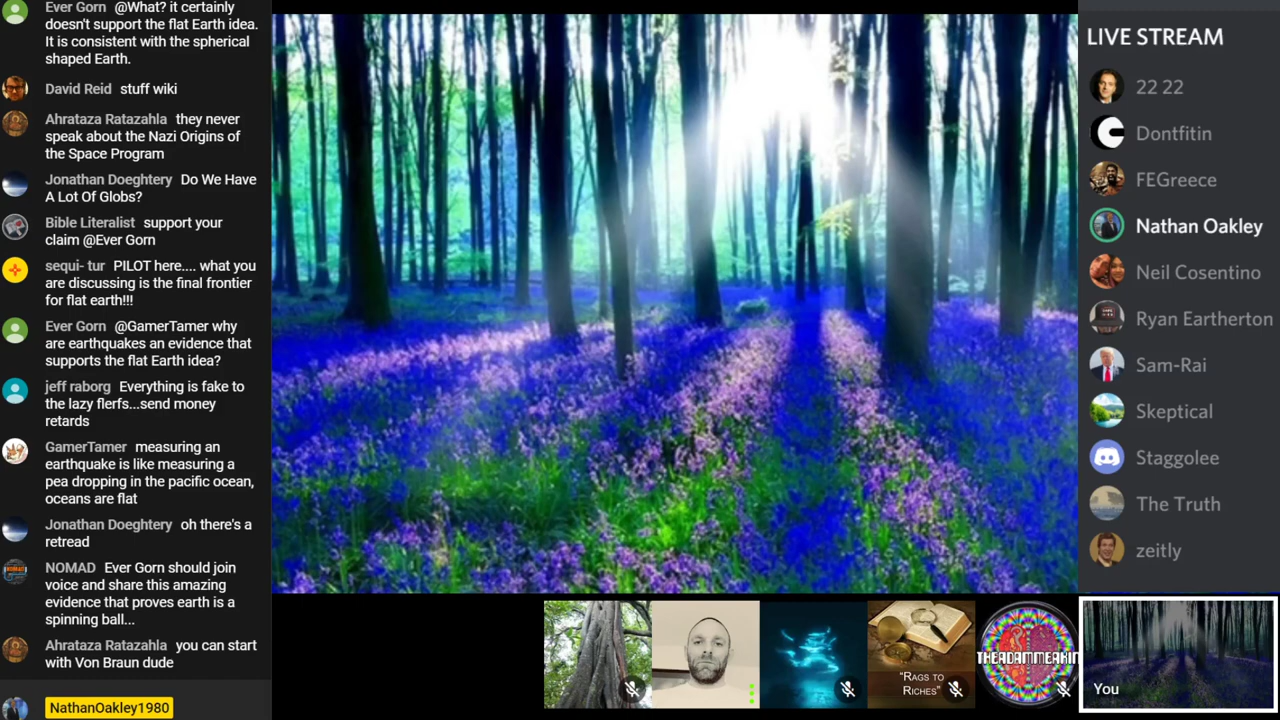 Ever Gorn @What? it certainly
doesn't support the flat Earth idea.
It is consistent with the spherical
shaped Earth.
David Reid stuff wiki
Ahrataza Ratazahla they never
speak about the Nazi Origins of
the Space Program
Jonathan Doeghtery Do We Have
A Lot Of Globs?
Bible Literalist support your
claim @Ever Gorn
sequi- tur PILOT here.... what you
are discussing is the final frontier
for flat earth!!!
Ever Gorn @GamerTamer why
are earthquakes an evidence that
supports the flat Earth idea?
jeff raborg Everything is fake to
the lazy flerfs...send money
retards
GamerTamer measuring an
earthquake is like measuring a
pea dropping in the pacific ocean,
oceans are flat
Jonathan Doeghtery oh there's a
retread
NOMAD Ever Gorn should join
voice and share this amazing
evidence that proves earth is a
spinning ball...
Ahrataza Ratazahla you can start
with Von Braun dude
NathanOakley1980
"RAGS TO
RICHES"
THEADAMMEAKIN
You
LIVE STREAM
22 22
Dontfitin
FEGreece
Nathan Oakley
Neil Cosentino
Ryan Eartherton
Sam-Rai
Skeptical
Staggolee
The Truth
zeitly